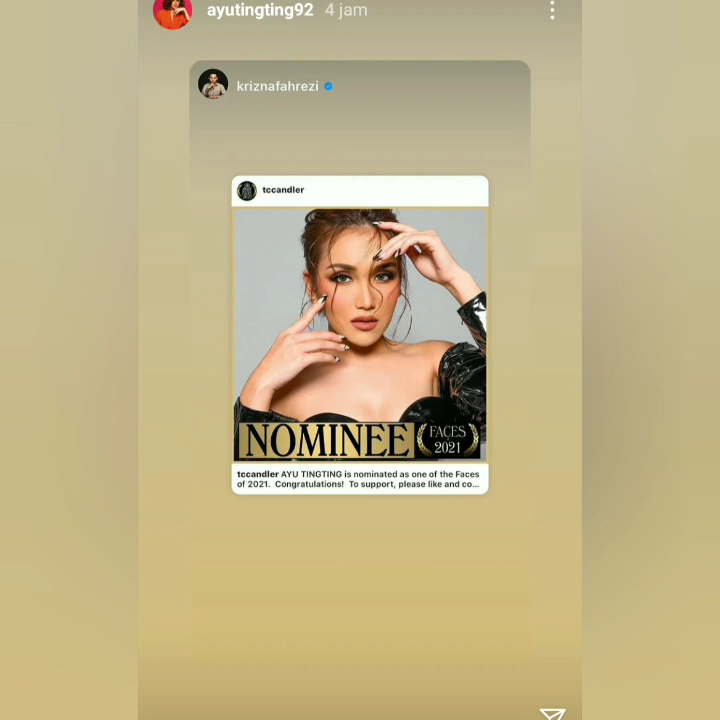 ayutingting92 4 jam
kriznafahrezi
tccandler
NOMINEE
FACES
2021
tccandler AYU TINGTING is nominated as one of the Faces
of 2021. Congratulations! To support, please like and co...